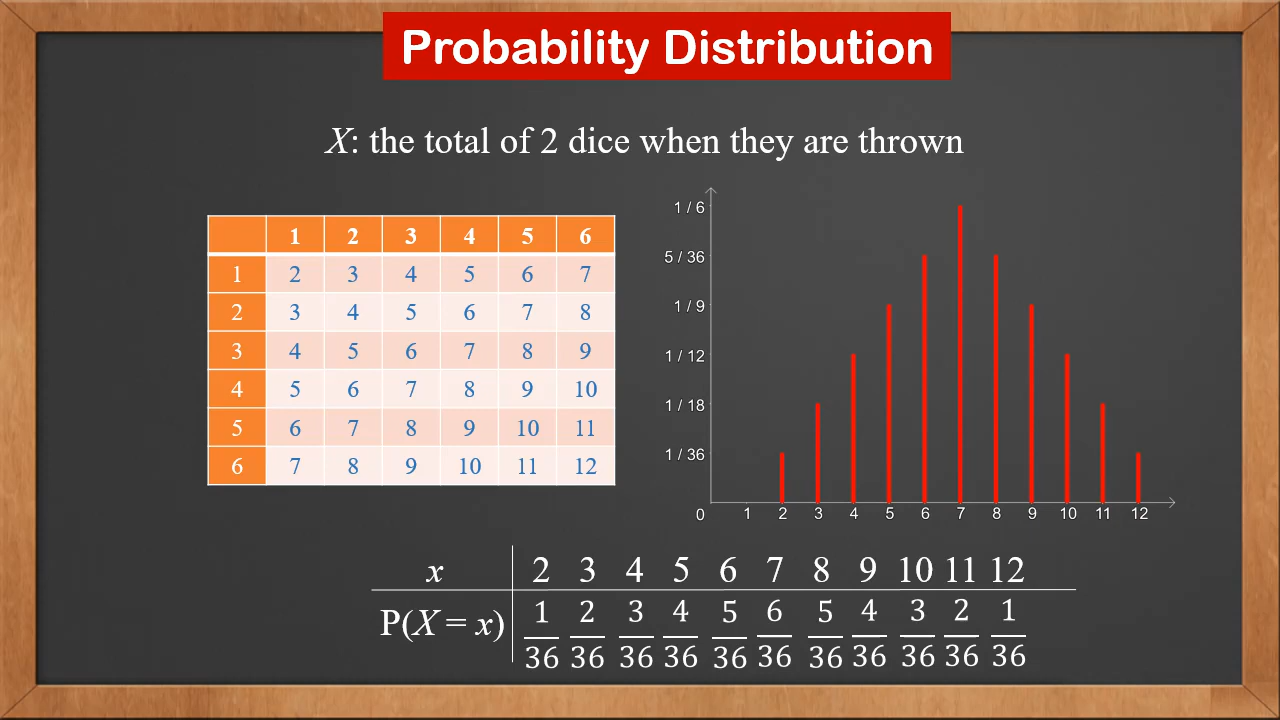 Probability Distribution
X: the total of 2 dice when they are thrown
1 2 3 4 5 6
1 2 3 4 5 6 7
2 3 4 5 6 7 8
3 4 5 6 7 8 9
4 5 6 7 8 9 10
5 6 7 8 9 10 11
6 7 8 9 10 11 12
1 / 6
5 / 36
1 / 9
1 / 12
1 / 18
1 / 36
0 1 2 3 4 5 6 7 8 9 10 11 12
x 2 3 4 5 6 7 8 9 10 11 12
P(X = x) 1/36 2/36 3/36 4/36 5/36 6/36 5/36 4/36 3/36 2/36 1/36